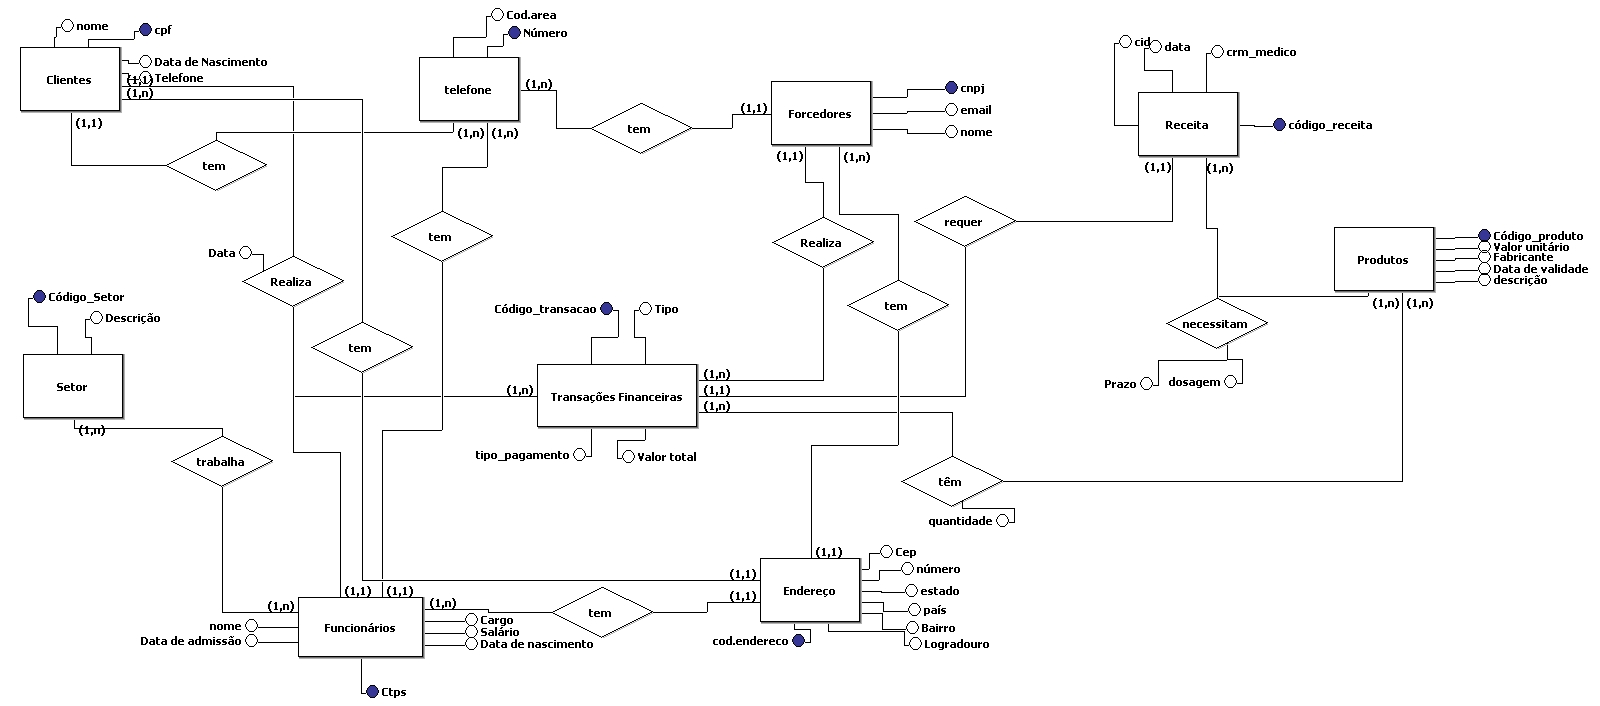 nome
cpf
Clientes
Data de Nascimento
Telefone
(1,1)
(1,n)
(1,1)
tem
Cod.area
Número
telefone
(1,n)
(1,n)
(1,n)
tem
(1,1)
Forcedores
cnpj
email
nome
(1,1)
(1,n)
cid
data
crm_medico
Receita
código_receita
(1,1)
(1,n)
tem
Realiza
requer
Data
Realiza
Código_produto
Valor unitário
Fabricante
Data de validade
descrição
Produtos
(1,n)
(1,n)
Código_Setor
Descrição
Setor
(1,n)
tem
Código_transacao
Tipo
(1,n)
Transações Financeiras
(1,n)
(1,1)
(1,n)
tipo_pagamento
Valor total
tem
necessitam
Prazo
dosagem
trabalha
têm
quantidade
(1,1)
(1,1)
(1,1)
Endereço
Cep
número
estado
país
Bairro
Logradouro
cod.endereco
(1,n)
(1,1)
(1,1)
(1,n)
tem
nome
Data de admissão
Funcionários
Cargo
Salário
Data de nascimento
Ctps